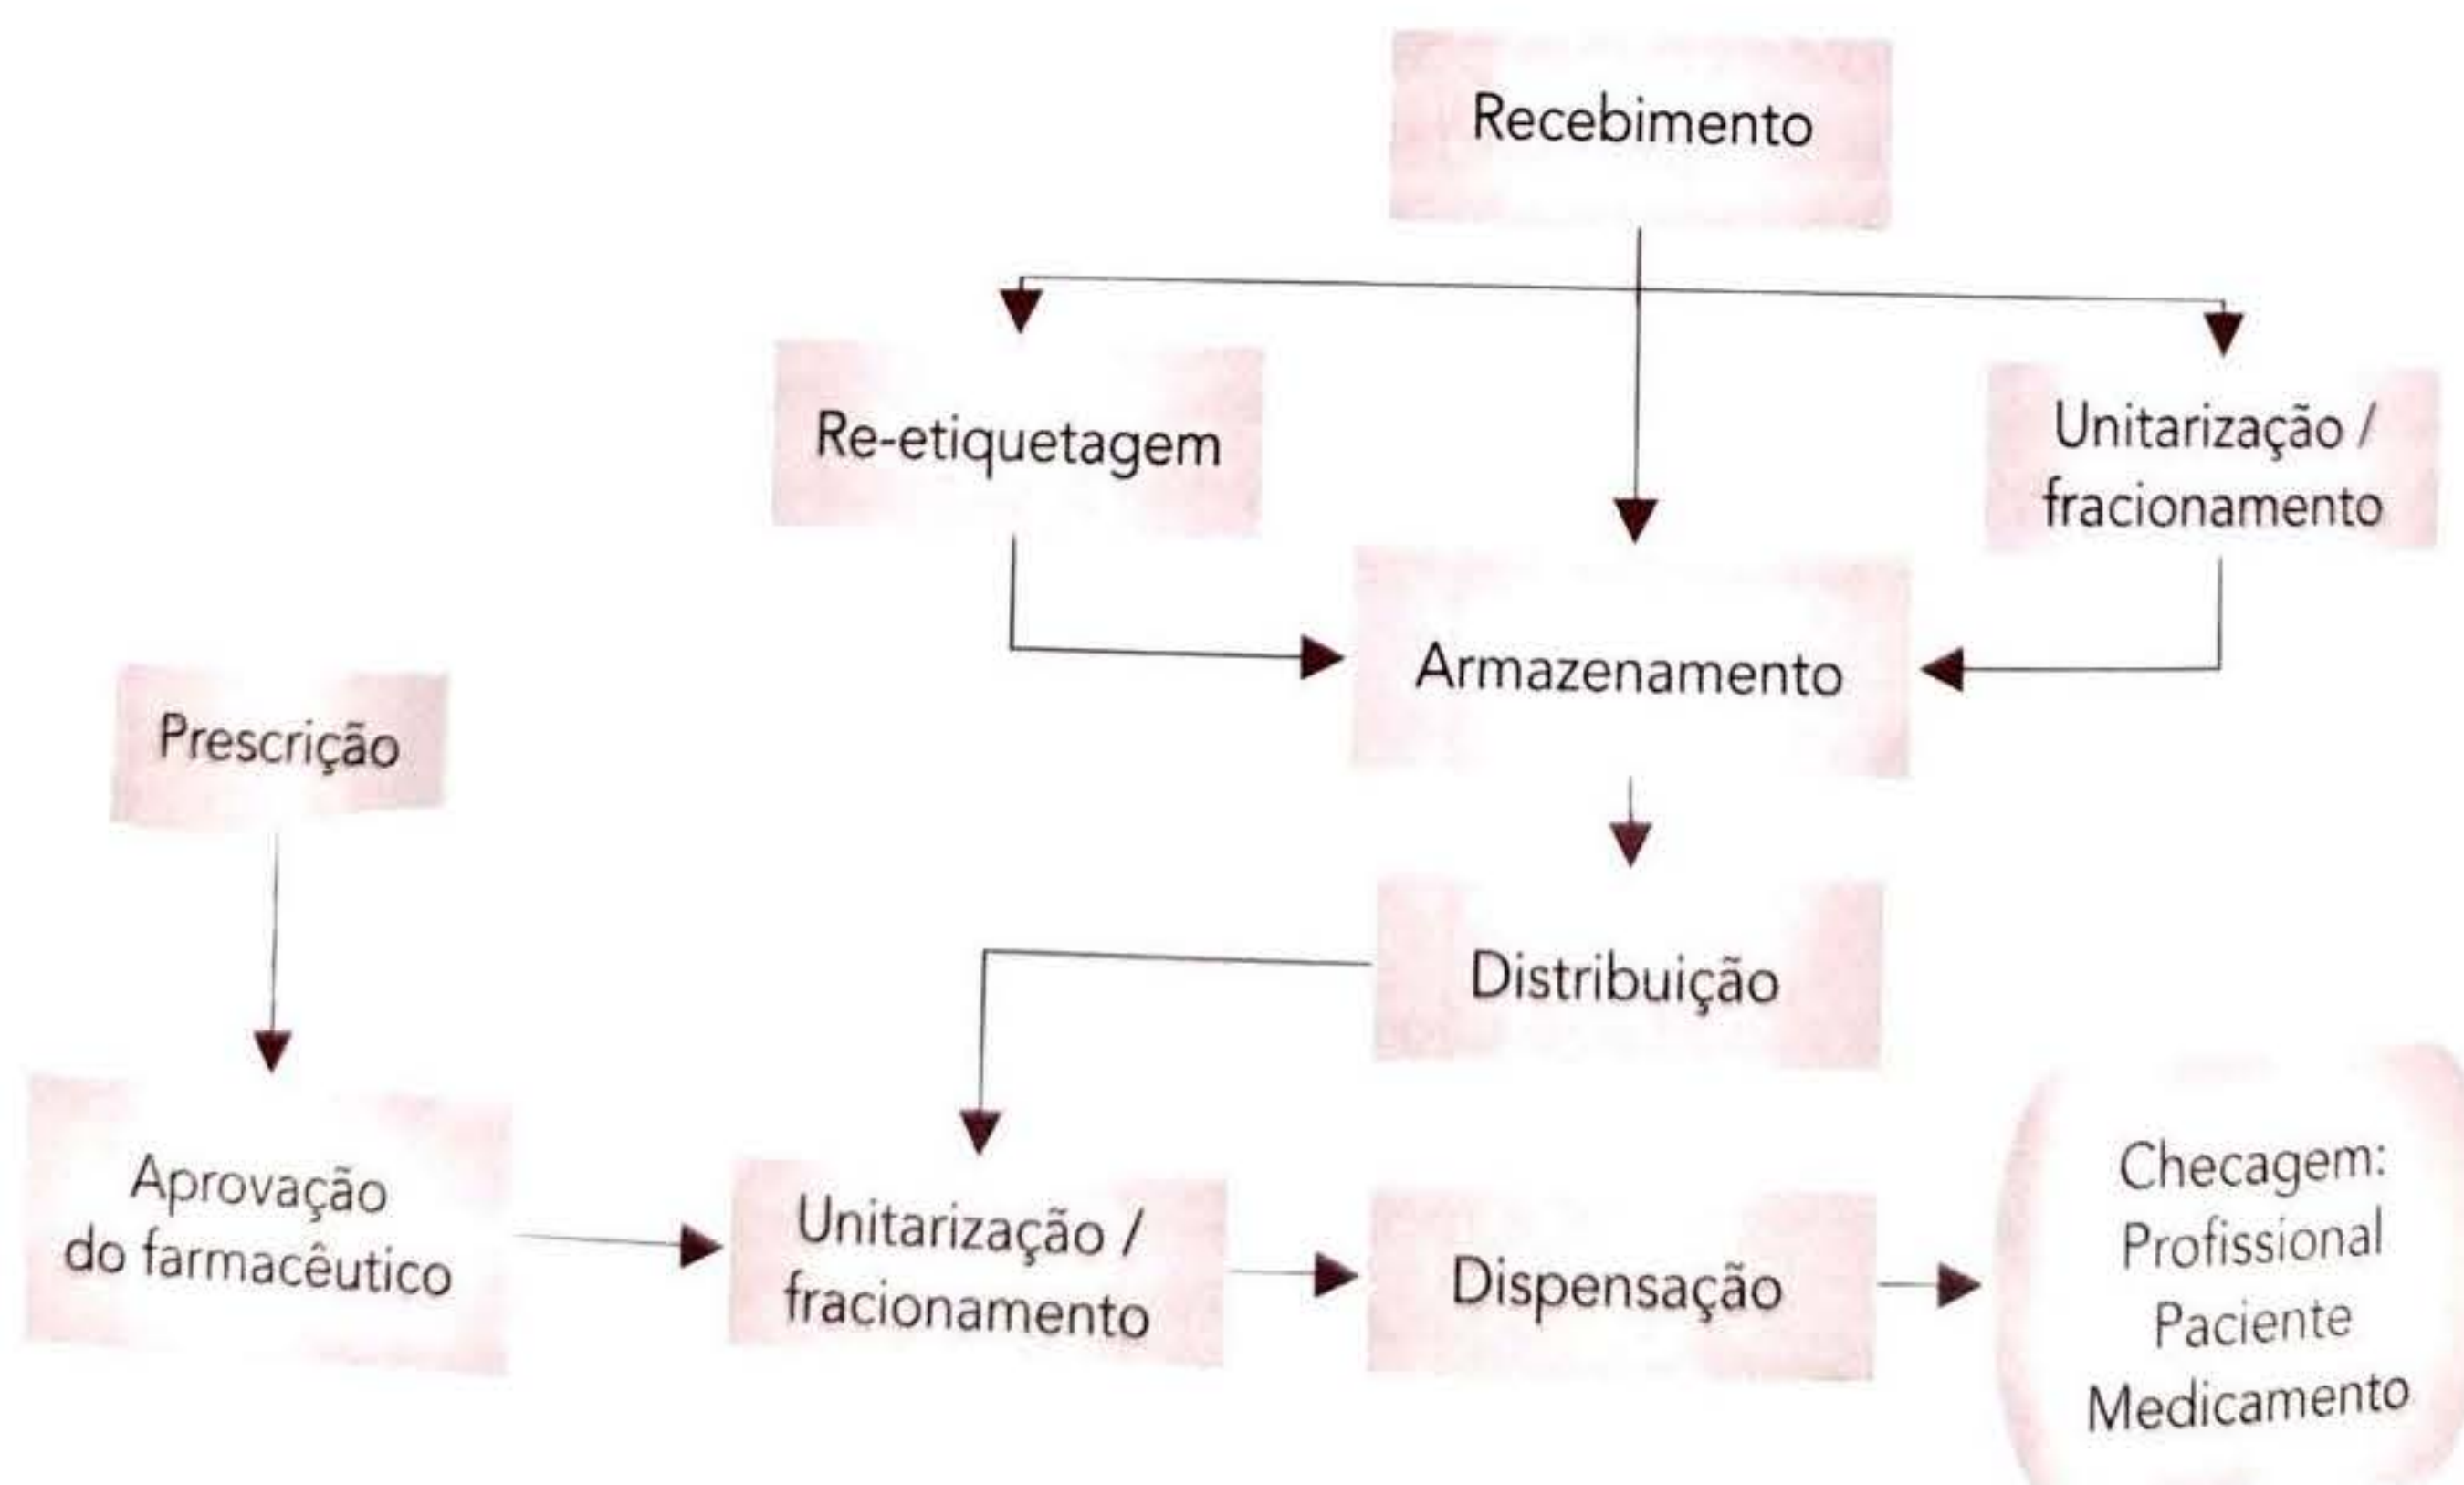 Recebimento
Re-etiquetagem
Unitarização /
fracionamento
Armazenamento
Prescrição
Distribuição
Aprovação
do farmacêutico
Unitarização /
fracionamento
Dispensação
Checagem:
Profissional
Paciente
Medicamento